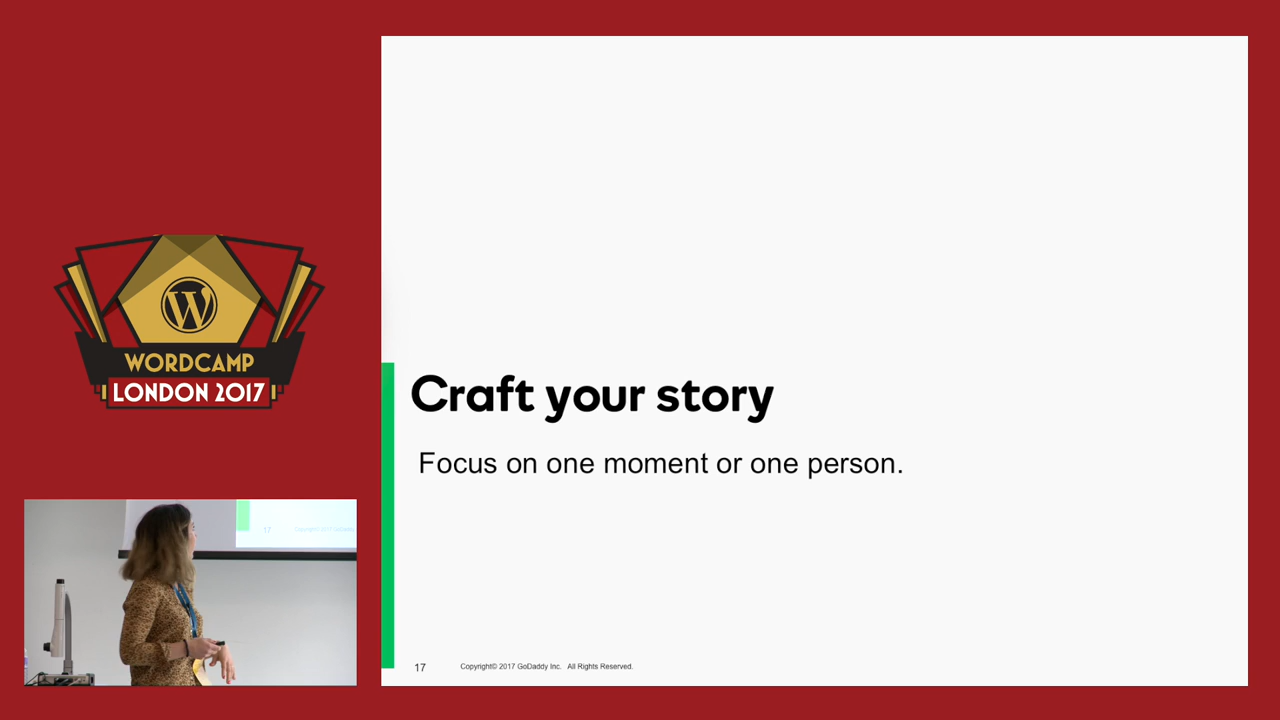 WORDCAMP
LONDON 2017
Craft your story
Focus on one moment or one person.
17
Copyright© 2017 GoDaddy Inc. All Rights Reserved.
17